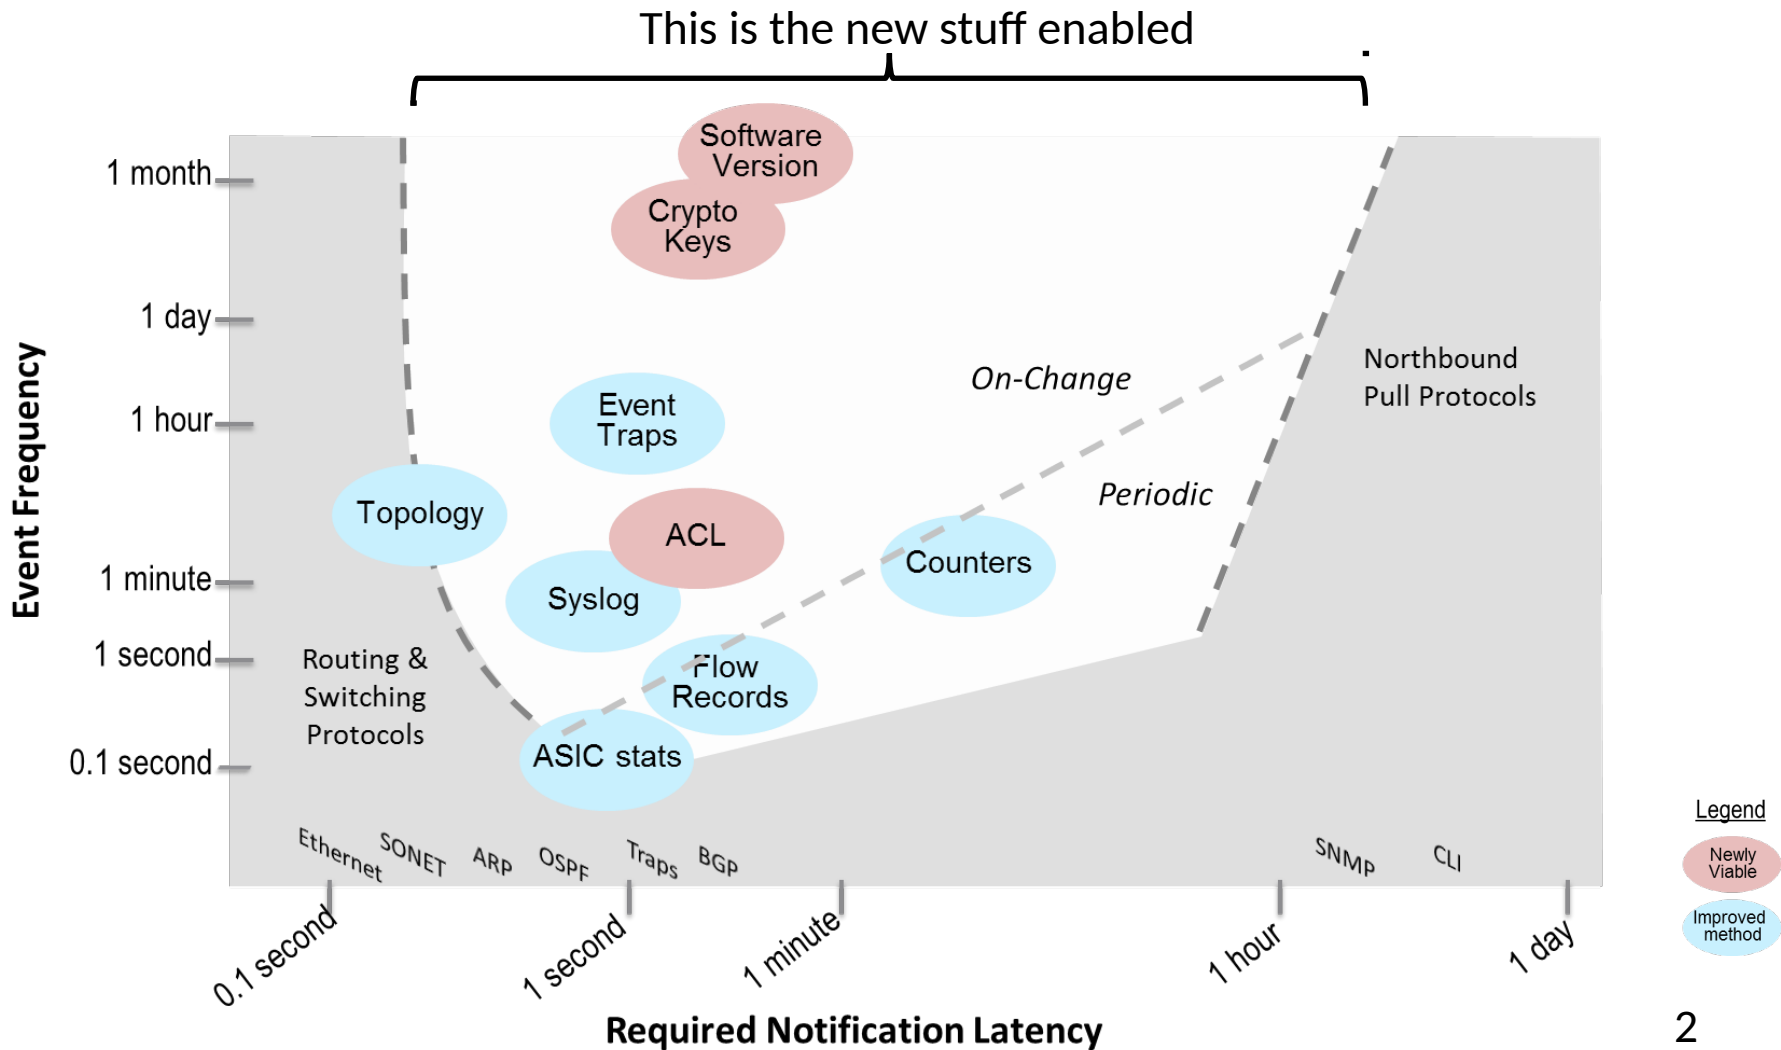 This is the new stuff enabled
.
Software
Version
Crypto
Keys
1 month
1 day
1 hour
1 minute
1 second
0.1 second
Event Frequency
Event
Traps
Topology
ACL
Syslog
Flow
Records
ASIC stats
Counters
On-Change
Periodic
Northbound
Pull Protocols
Routing &
Switching
Protocols
Ethernet
SONET
ARP
OSPF
Traps
BGP
SNMP
CLI
0.1 second
1 second
1 minute
1 hour
1 day
Required Notification Latency
Legend
Newly
Viable
Improved
method
2